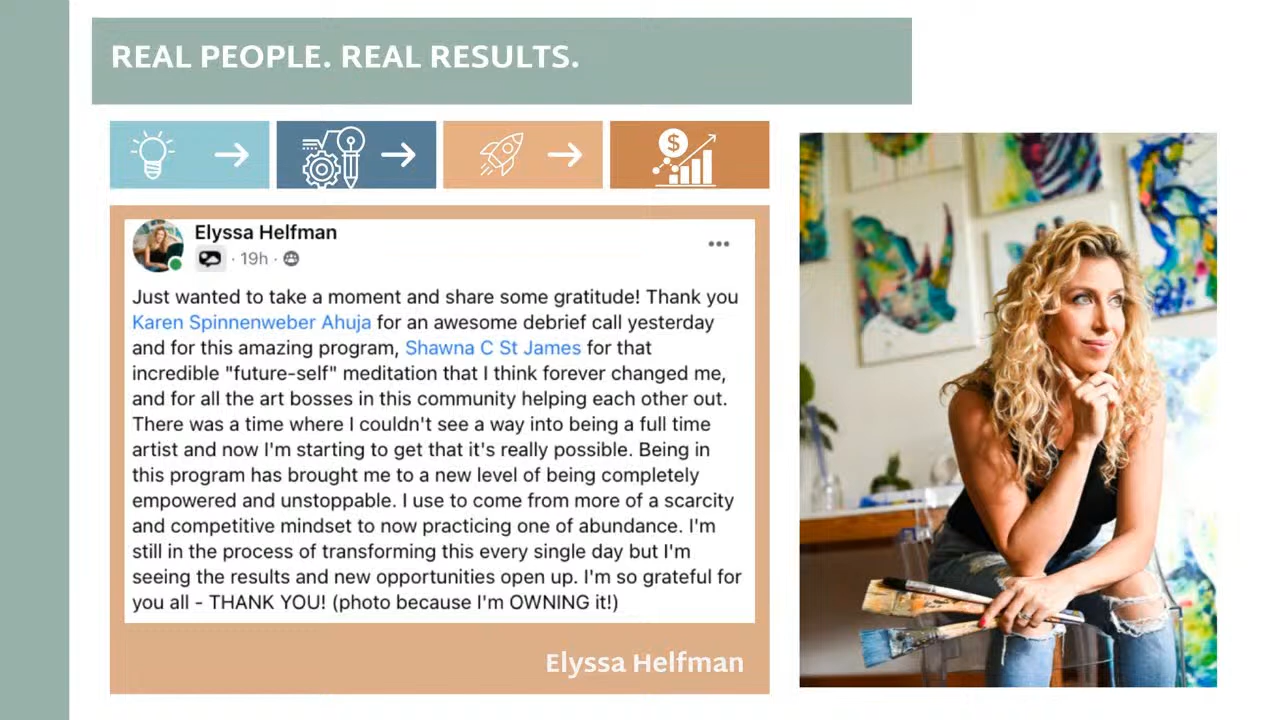 REAL PEOPLE. REAL RESULTS.
$
Elyssa Helfman
· 19h ·
Just wanted to take a moment and share some gratitude! Thank you
Karen Spinnenweber Ahuja for an awesome debrief call yesterday
and for this amazing program, Shawna C St James for that
incredible "future-self" meditation that I think forever changed me,
and for all the art bosses in this community helping each other out.
There was a time where I couldn't see a way into being a full time
artist and now I'm starting to get that it's really possible. Being in
this program has brought me to a new level of being completely
empowered and unstoppable. I use to come from more of a scarcity
and competitive mindset to now practicing one of abundance. I'm
still in the process of transforming this every single day but I'm
seeing the results and new opportunities open up. I'm so grateful for
you all - THANK YOU! (photo because I'm OWNING it!)
Elyssa Helfman